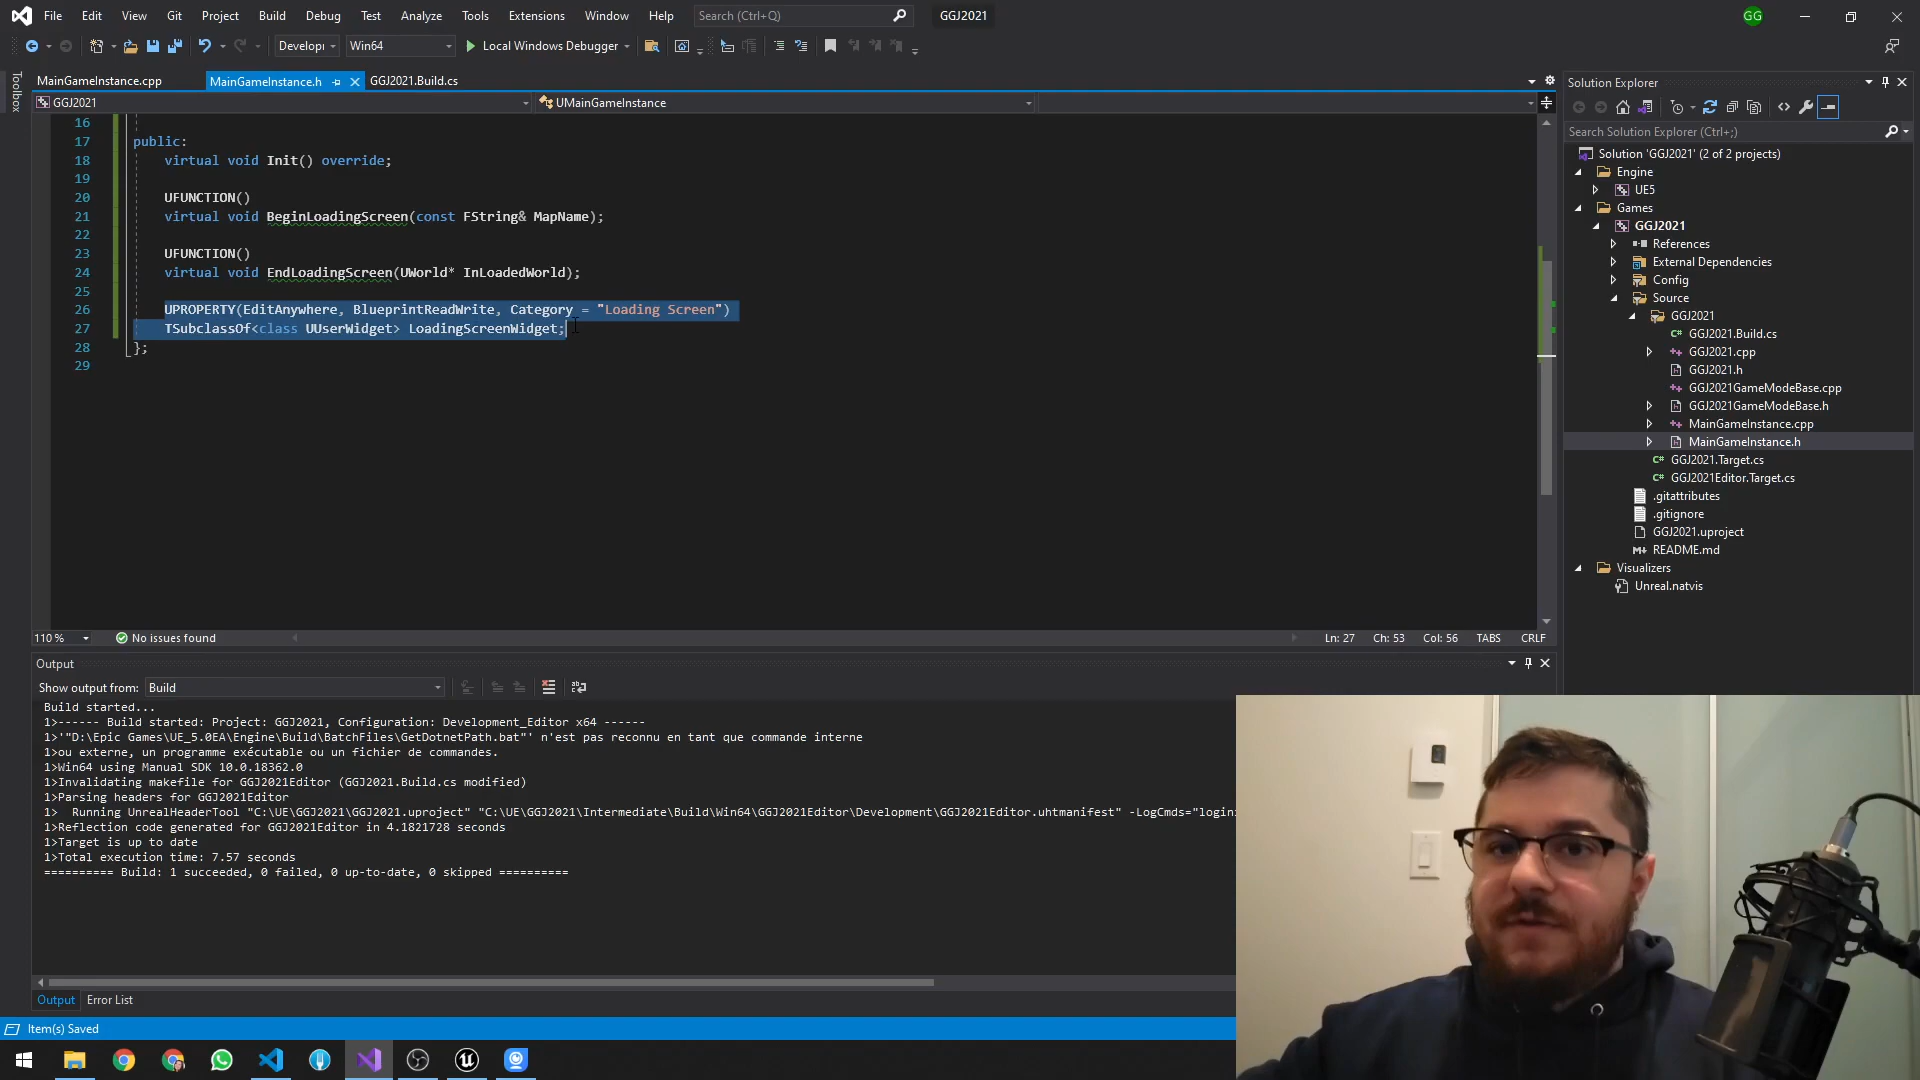 File Edit View Git Project Build Debug Test Analyze Tools Extensions Window Help Search (Ctrl+Q) GGJ2021 GG
Develop Win64 Local Windows Debugger
Toolbox
MainGameInstance.cpp MainGameInstance.h GGJ2021.Build.cs
GGJ2021 UMainGameInstance
16
17 public:
18 virtual void Init() override;
19
20 UFUNCTION()
21 virtual void BeginLoadingScreen(const FString& MapName);
22
23 UFUNCTION()
24 virtual void EndLoadingScreen(UWorld* InLoadedWorld);
25
26 UPROPERTY(EditAnywhere, BlueprintReadWrite, Category = "Loading Screen")
27 TSubclassOf<class UUserWidget> LoadingScreenWidget;
28 };
29
110 % No issues found Ln: 27 Ch: 53 Col: 56 TABS CRLF
Output
Show output from: Build
Build started...
1>------ Build started: Project: GGJ2021, Configuration: Development_Editor x64 ------
1>'"D:\Epic Games\UE_5.0EA\Engine\Build\BatchFiles\GetDotnetPath.bat"' n'est pas reconnu en tant que commande interne
1>ou externe, un programme exécutable ou un fichier de commandes.
1>Win64 using Manual SDK 10.0.18362.0
1>Invalidating makefile for GGJ2021Editor (GGJ2021.Build.cs modified)
1>Parsing headers for GGJ2021Editor
1> Running UnrealHeaderTool "C:\UE\GGJ2021\GGJ2021.uproject" "C:\UE\GGJ2021\Intermediate\Build\Win64\GGJ2021Editor\Development\GGJ2021Editor.uhtmanifest" -LogCmds="login
1>Reflection code generated for GGJ2021Editor in 4.1821728 seconds
1>Target is up to date
1>Total execution time: 7.57 seconds
========== Build: 1 succeeded, 0 failed, 0 up-to-date, 0 skipped ==========
Output Error List
Item(s) Saved
Solution Explorer
Search Solution Explorer (Ctrl+;)
Solution 'GGJ2021' (2 of 2 projects)
Engine
UE5
Games
GGJ2021
References
External Dependencies
Config
Source
GGJ2021
GGJ2021.Build.cs
GGJ2021.cpp
GGJ2021.h
GGJ2021GameModeBase.cpp
GGJ2021GameModeBase.h
MainGameInstance.cpp
MainGameInstance.h
GGJ2021.Target.cs
GGJ2021Editor.Target.cs
.gitattributes
.gitignore
GGJ2021.uproject
README.md
Visualizers
Unreal.natvis